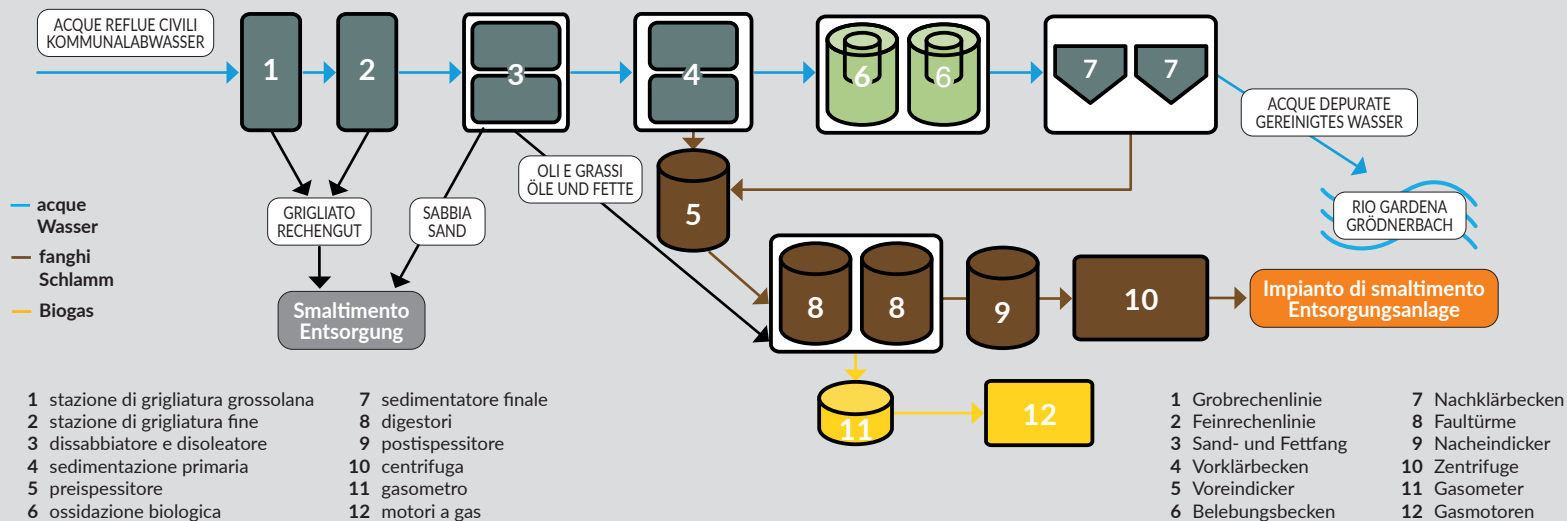 ACQUE REFLUE CIVILI
KOMMUNALABWASSER
1
2
3
4
6
6
7
7
ACQUE DEPURATE
GEREINIGTES WASSER
OLI E GRASSI
ÖLE UND FETTE
5
acque
Wasser
fanghi
Schlamm
Biogas
GRIGLIATO
RECHENGUT
SABBIA
SAND
RIO GARDENA
GRÖDNERBACH
Smaltimento
Entsorgung
8
8
9
10
Impianto di smaltimento
Entsorgungsanlage
11
12
1 stazione di grigliatura grossolana
2 stazione di grigliatura fine
3 dissabbiatore e disoleatore
4 sedimentazione primaria
5 preispessitore
6 ossidazione biologica
7 sedimentatore finale
8 digestori
9 postispessitore
10 centrifuga
11 gasometro
12 motori a gas
1 Grobrechenlinie
2 Feinrechenlinie
3 Sand- und Fettfang
4 Vorklärbecken
5 Voreindicker
6 Belebungsbecken
7 Nachklärbecken
8 Faultürme
9 Nacheindicker
10 Zentrifuge
11 Gasometer
12 Gasmotoren